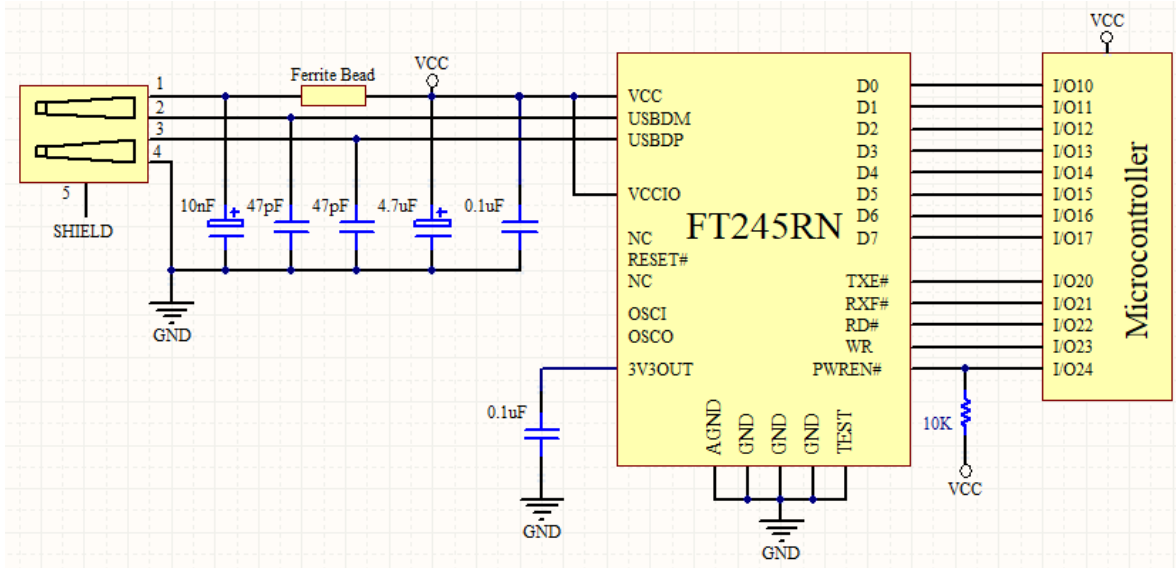 1
2
3
4
5
SHIELD
Ferrite Bead
VCC
10nF
47pF
47pF
4.7uF
0.1uF
GND
VCC
USBDM
USBDP
VCCIO
NC
RESET#
NC
OSCI
OSCO
3V3OUT
0.1uF
GND
FT245RN
D0
D1
D2
D3
D4
D5
D6
D7
TXE#
RXF#
RD#
WR
PWREN#
AGND
GND
GND
GND
TEST
GND
10K
VCC
VCC
I/O10
I/O11
I/O12
I/O13
I/O14
I/O15
I/O16
I/O17
I/O20
I/O21
I/O22
I/O23
I/O24
Microcontroller